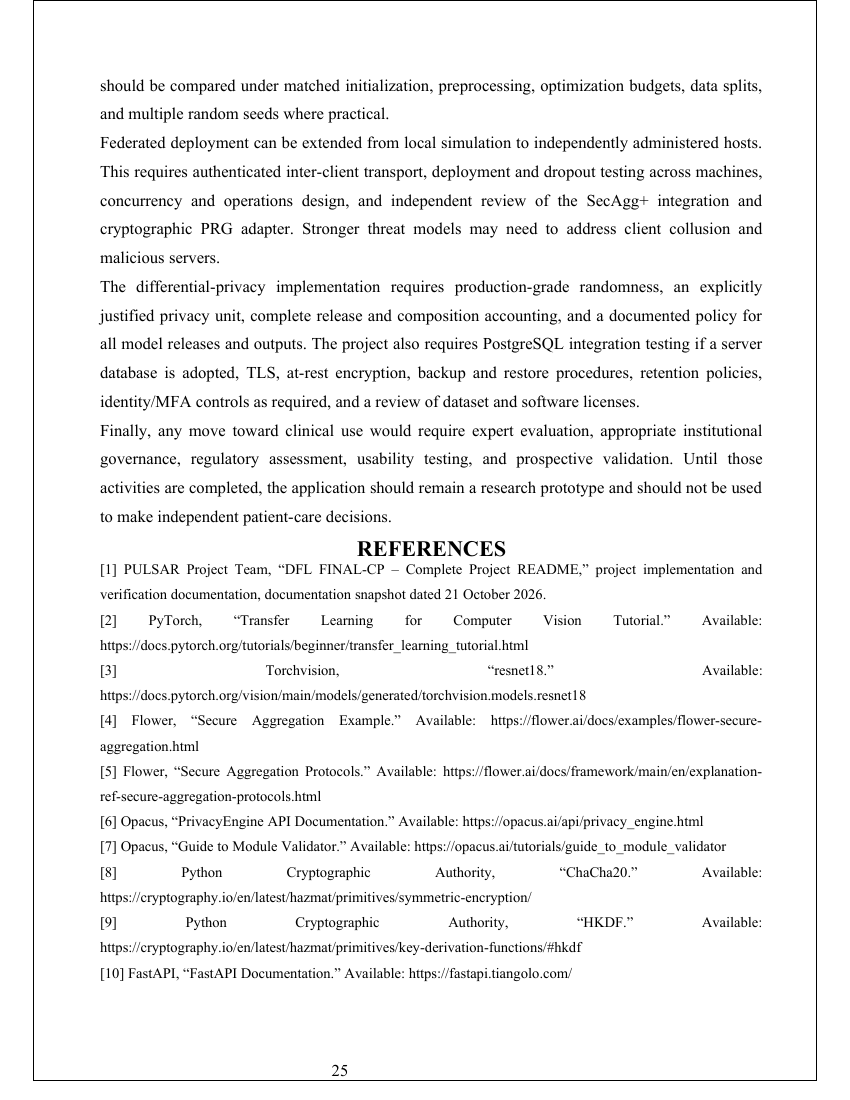 should be compared under matched initialization, preprocessing, optimization budgets, data splits,
and multiple random seeds where practical.
Federated deployment can be extended from local simulation to independently administered hosts.
This requires authenticated inter-client transport, deployment and dropout testing across machines,
concurrency and operations design, and independent review of the SecAgg+ integration and
cryptographic PRG adapter. Stronger threat models may need to address client collusion and
malicious servers.
The differential-privacy implementation requires production-grade randomness, an explicitly
justified privacy unit, complete release and composition accounting, and a documented policy for
all model releases and outputs. The project also requires PostgreSQL integration testing if a server
database is adopted, TLS, at-rest encryption, backup and restore procedures, retention policies,
identity/MFA controls as required, and a review of dataset and software licenses.
Finally, any move toward clinical use would require expert evaluation, appropriate institutional
governance, regulatory assessment, usability testing, and prospective validation. Until those
activities are completed, the application should remain a research prototype and should not be used
to make independent patient-care decisions.
REFERENCES
[1] PULSAR Project Team, “DFL FINAL-CP – Complete Project README,” project implementation and
verification documentation, documentation snapshot dated 21 October 2026.
[2] PyTorch, “Transfer Learning for Computer Vision Tutorial.” Available:
https://docs.pytorch.org/tutorials/beginner/transfer_learning_tutorial.html
[3] Torchvision, “resnet18.” Available:
https://docs.pytorch.org/vision/main/models/generated/torchvision.models.resnet18
[4] Flower, “Secure Aggregation Example.” Available: https://flower.ai/docs/examples/flower-secure-
aggregation.html
[5] Flower, “Secure Aggregation Protocols.” Available: https://flower.ai/docs/framework/main/en/explanation-
ref-secure-aggregation-protocols.html
[6] Opacus, “PrivacyEngine API Documentation.” Available: https://opacus.ai/api/privacy_engine.html
[7] Opacus, “Guide to Module Validator.” Available: https://opacus.ai/tutorials/guide_to_module_validator
[8] Python Cryptographic Authority, “ChaCha20.” Available:
https://cryptography.io/en/latest/hazmat/primitives/symmetric-encryption/
[9] Python Cryptographic Authority, “HKDF.” Available:
https://cryptography.io/en/latest/hazmat/primitives/key-derivation-functions/#hkdf
[10] FastAPI, “FastAPI Documentation.” Available: https://fastapi.tiangolo.com/
25